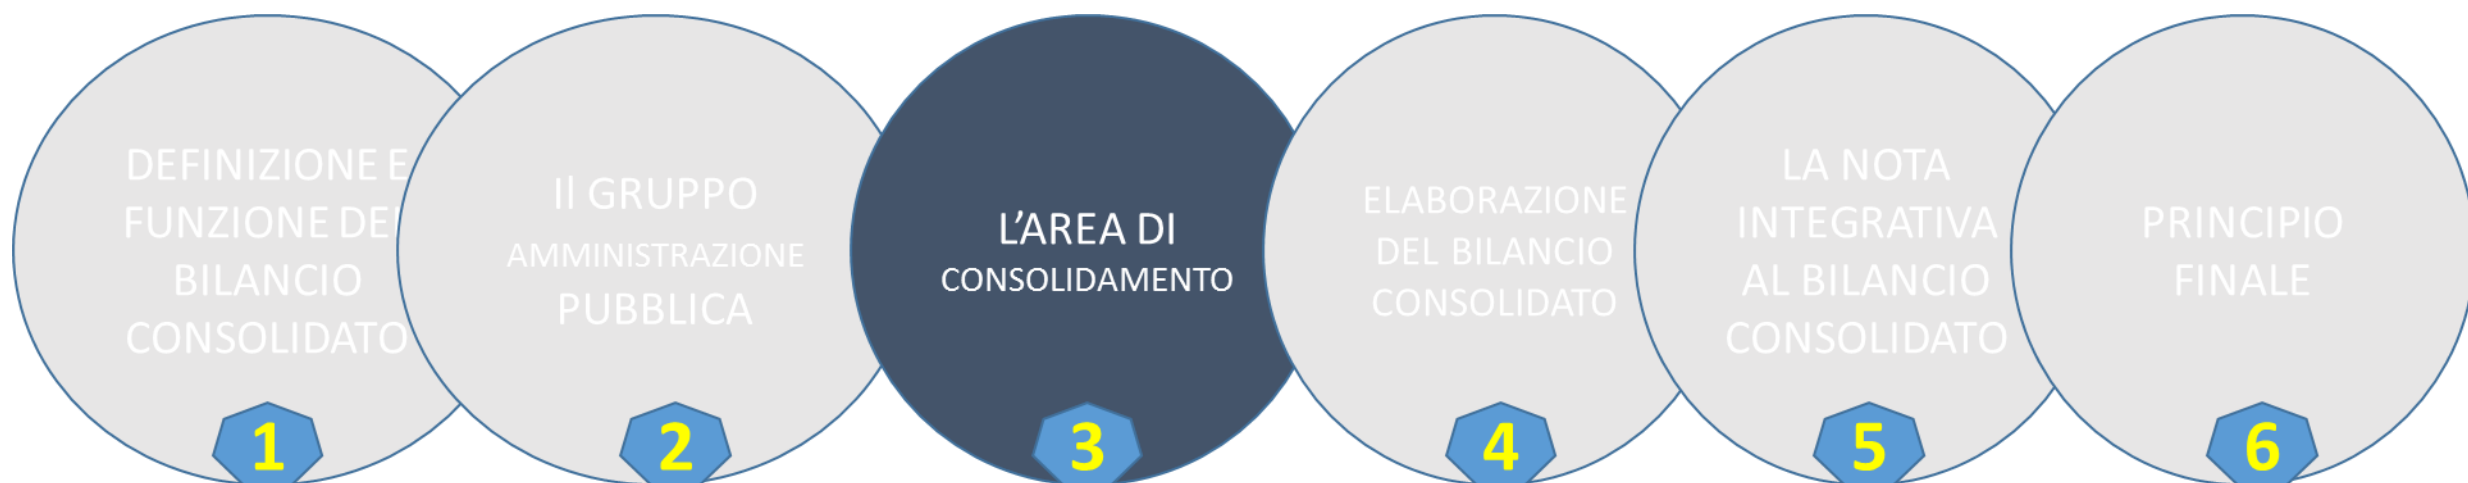 DEFINIZIONE E
FUNZIONE DEL
BILANCIO
CONSOLIDATO
1
Il GRUPPO
AMMINISTRAZIONE
PUBBLICA
2
L’AREA DI
CONSOLIDAMENTO
3
ELABORAZIONE
DEL BILANCIO
CONSOLIDATO
4
LA NOTA
INTEGRATIVA
AL BILANCIO
CONSOLIDATO
5
PRINCIPIO
FINALE
6